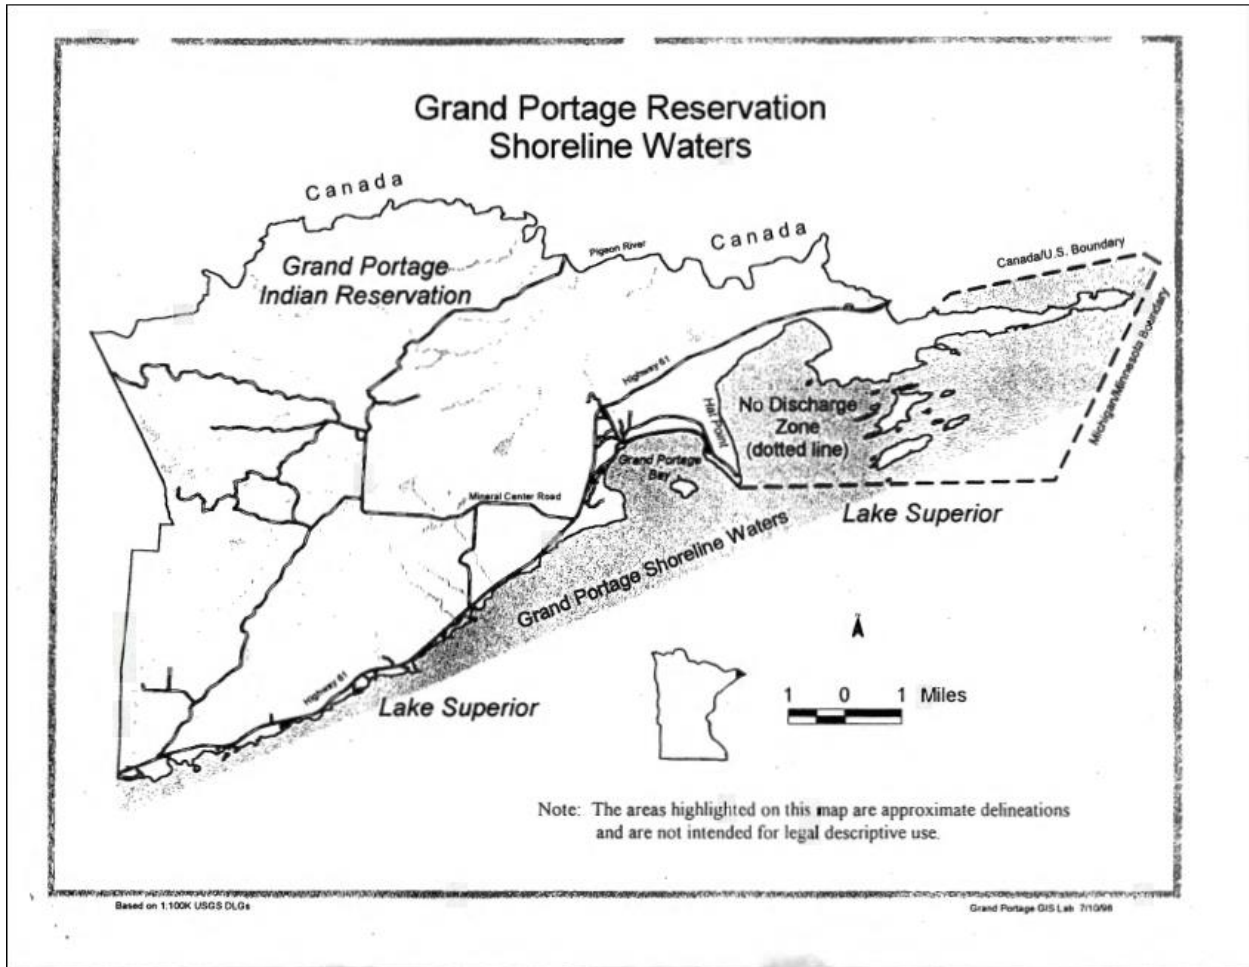 Grand Portage Reservation
Shoreline Waters
Canada
Canada
Pigeon River
Canada/U.S. Boundary
Grand Portage
Indian Reservation
Michigan/Minnesota Boundary
Highway 61
Hat Point
No Discharge
Zone
(dotted line)
Grand Portage
Bay
Mineral Center Road
Lake Superior
Grand Portage Shoreline Waters
Highway 61
Lake Superior
1 0 1 Miles
Note: The areas highlighted on this map are approximate delineations
and are not intended for legal descriptive use.
Based on 1:100K USGS DLGs
Grand Portage GIS Lab 7/10/96